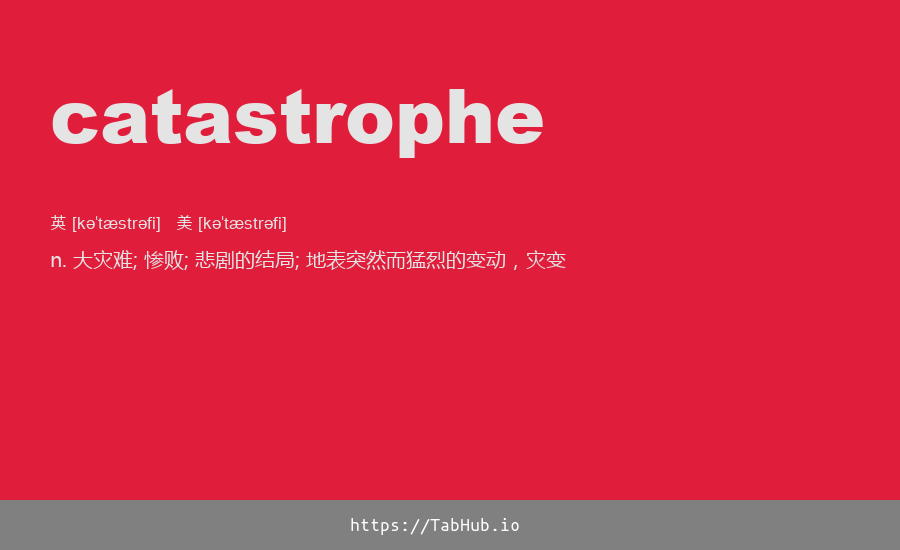 catastrophe
英 [kə'tæstrəfi] 美 [kə'tæstrəfi]
n. 大灾难; 惨败; 悲剧的结局; 地表突然而猛烈的变动，灾变
https://TabHub.io